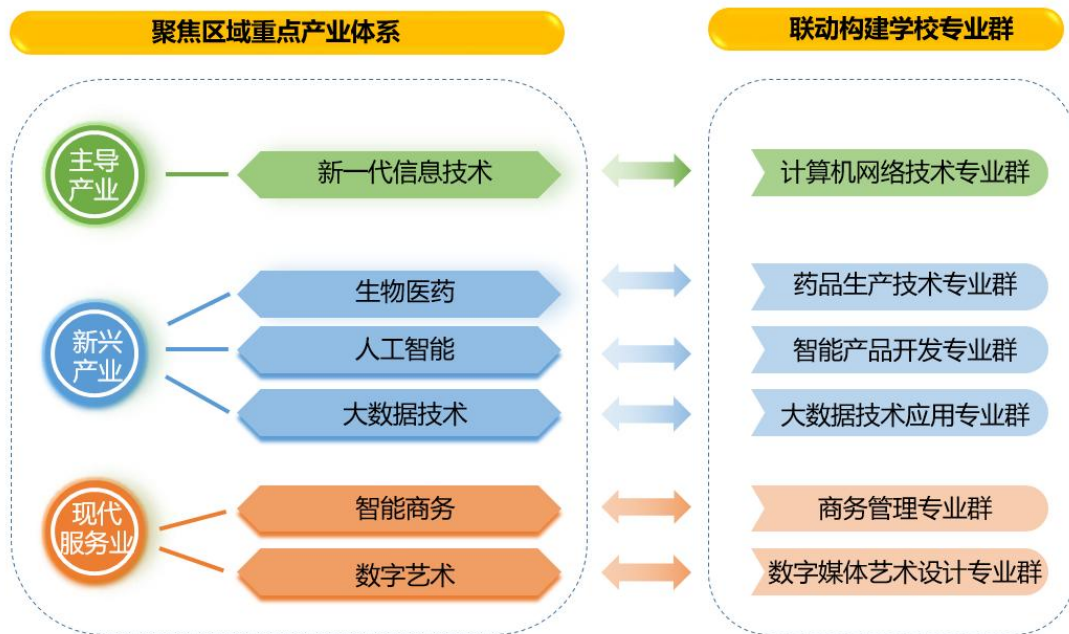 聚焦区域重点产业体系
联动构建学校专业群
主导
产业
新一代信息技术
计算机网络技术专业群
新兴
产业
生物医药
药品生产技术专业群
人工智能
智能产品开发专业群
大数据技术
大数据技术应用专业群
现代
服务业
智能商务
商务管理专业群
数字艺术
数字媒体艺术设计专业群